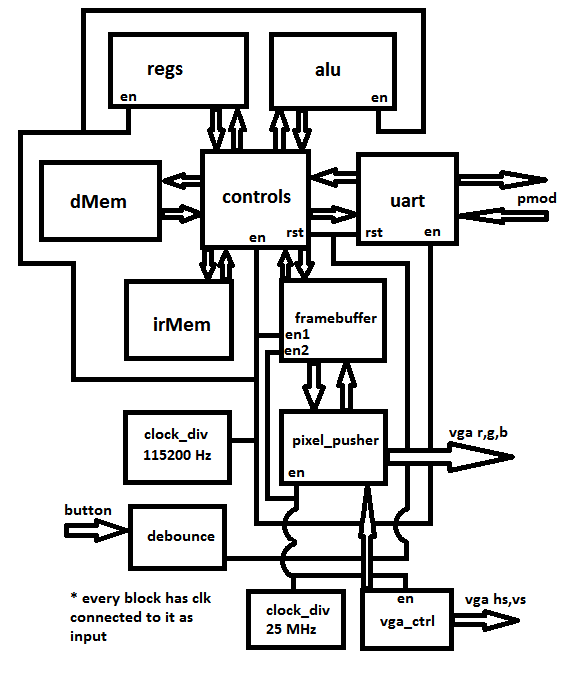 regs
alu
en
en
dMem
controls
uart
pmod
en
rst
rst
en
irMem
framebuffer
en1
en2
clock_div
115200 Hz
pixel_pusher
en
vga r,g,b
button
debounce
* every block has clk
connected to it as
input
clock_div
25 MHz
en
vga_ctrl
vga hs,vs